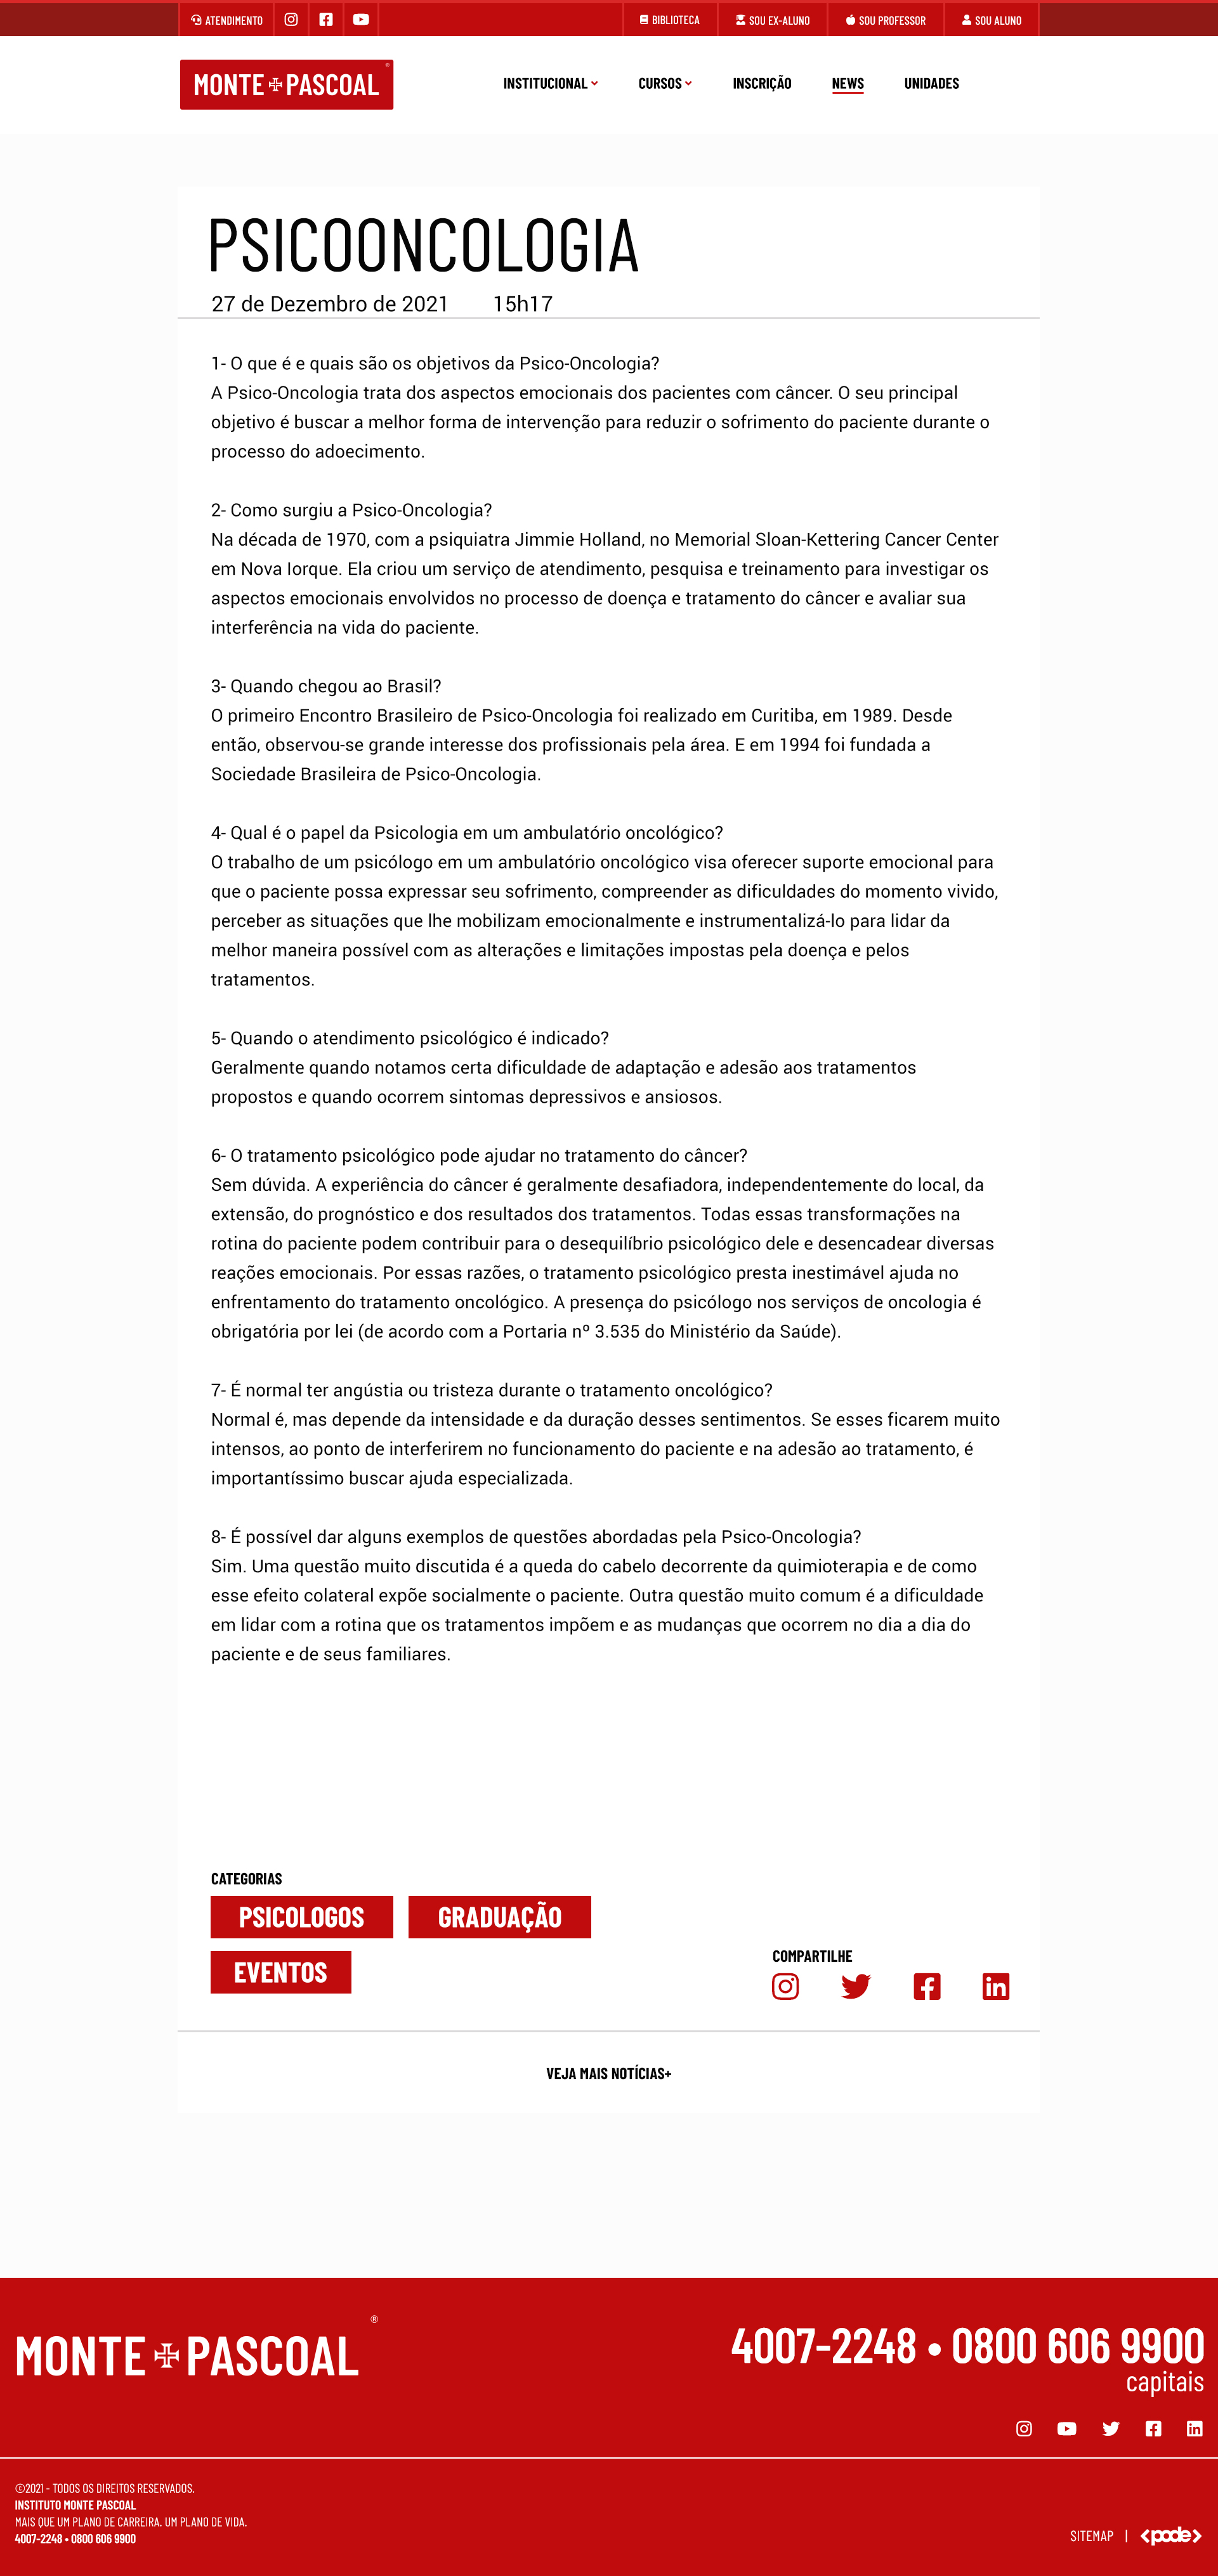 ATENDIMENTO
BIBLIOTECA
SOU EX-ALUNO
SOU PROFESSOR
SOU ALUNO
MONTE PASCOAL ®
INSTITUCIONAL
CURSOS
INSCRIÇÃO
NEWS
UNIDADES
PSICOONCOLOGIA
27 de Dezembro de 2021 15h17
1- O que é e quais são os objetivos da Psico-Oncologia?
A Psico-Oncologia trata dos aspectos emocionais dos pacientes com câncer. O seu principal
objetivo é buscar a melhor forma de intervenção para reduzir o sofrimento do paciente durante o
processo do adoecimento.
2- Como surgiu a Psico-Oncologia?
Na década de 1970, com a psiquiatra Jimmie Holland, no Memorial Sloan-Kettering Cancer Center
em Nova Iorque. Ela criou um serviço de atendimento, pesquisa e treinamento para investigar os
aspectos emocionais envolvidos no processo de doença e tratamento do câncer e avaliar sua
interferência na vida do paciente.
3- Quando chegou ao Brasil?
O primeiro Encontro Brasileiro de Psico-Oncologia foi realizado em Curitiba, em 1989. Desde
então, observou-se grande interesse dos profissionais pela área. E em 1994 foi fundada a
Sociedade Brasileira de Psico-Oncologia.
4- Qual é o papel da Psicologia em um ambulatório oncológico?
O trabalho de um psicólogo em um ambulatório oncológico visa oferecer suporte emocional para
que o paciente possa expressar seu sofrimento, compreender as dificuldades do momento vivido,
perceber as situações que lhe mobilizam emocionalmente e instrumentalizá-lo para lidar da
melhor maneira possível com as alterações e limitações impostas pela doença e pelos
tratamentos.
5- Quando o atendimento psicológico é indicado?
Geralmente quando notamos certa dificuldade de adaptação e adesão aos tratamentos
propostos e quando ocorrem sintomas depressivos e ansiosos.
6- O tratamento psicológico pode ajudar no tratamento do câncer?
Sem dúvida. A experiência do câncer é geralmente desafiadora, independentemente do local, da
extensão, do prognóstico e dos resultados dos tratamentos. Todas essas transformações na
rotina do paciente podem contribuir para o desequilíbrio psicológico dele e desencadear diversas
reações emocionais. Por essas razões, o tratamento psicológico presta inestimável ajuda no
enfrentamento do tratamento oncológico. A presença do psicólogo nos serviços de oncologia é
obrigatória por lei (de acordo com a Portaria nº 3.535 do Ministério da Saúde).
7- É normal ter angústia ou tristeza durante o tratamento oncológico?
Normal é, mas depende da intensidade e da duração desses sentimentos. Se esses ficarem muito
intensos, ao ponto de interferirem no funcionamento do paciente e na adesão ao tratamento, é
importantíssimo buscar ajuda especializada.
8- É possível dar alguns exemplos de questões abordadas pela Psico-Oncologia?
Sim. Uma questão muito discutida é a queda do cabelo decorrente da quimioterapia e de como
esse efeito colateral expõe socialmente o paciente. Outra questão muito comum é a dificuldade
em lidar com a rotina que os tratamentos impõem e as mudanças que ocorrem no dia a dia do
paciente e de seus familiares.
CATEGORIAS
PSICOLOGOS
GRADUAÇÃO
EVENTOS
COMPARTILHE
VEJA MAIS NOTÍCIAS+
MONTE PASCOAL ®
4007-2248 • 0800 606 9900
capitais
©2021 - TODOS OS DIREITOS RESERVADOS.
INSTITUTO MONTE PASCOAL
MAIS QUE UM PLANO DE CARREIRA. UM PLANO DE VIDA.
4007-2248 • 0800 606 9900
SITEMAP | <pode>